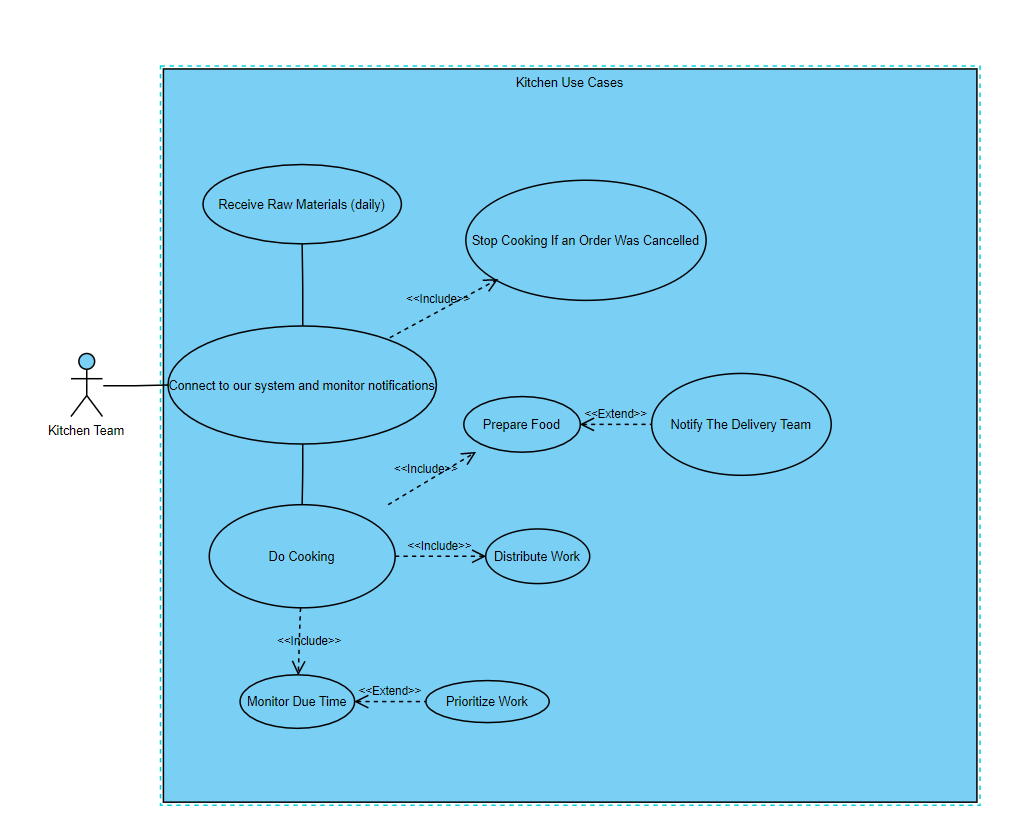 Kitchen Use Cases
Receive Raw Materials (daily)
Stop Cooking If an Order Was Cancelled
<<Include>>
Connect to our system and monitor notifications
Kitchen Team
<<Extend>>
Prepare Food
Notify The Delivery Team
<<Include>>
<<Include>>
Do Cooking
Distribute Work
<<Include>>
<<Extend>>
Monitor Due Time
Prioritize Work